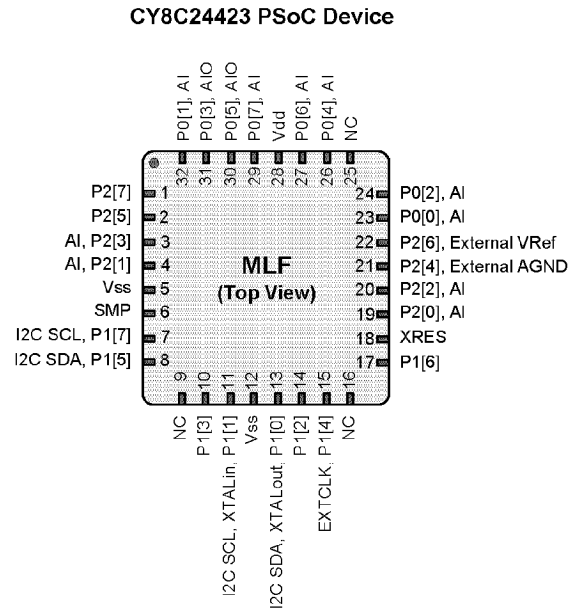 CY8C24423 PSoC Device
P0[1], AI
P0[3], AIO
P0[5], AIO
P0[7], AI
Vdd
P0[6], AI
P0[4], AI
NC
32
31
30
29
28
27
26
25
P2[7] 1
P2[5] 2
AI, P2[3] 3
AI, P2[1] 4
Vss 5
SMP 6
I2C SCL, P1[7] 7
I2C SDA, P1[5] 8
MLF
(Top View)
24 P0[2], AI
23 P0[0], AI
22 P2[6], External VRef
21 P2[4], External AGND
20 P2[2], AI
19 P2[0], AI
18 XRES
17 P1[6]
9
10
11
12
13
14
15
16
NC
P1[3]
I2C SCL, XTALin, P1[1]
Vss
I2C SDA, XTALout, P1[0]
P1[2]
EXTCLK, P1[4]
NC